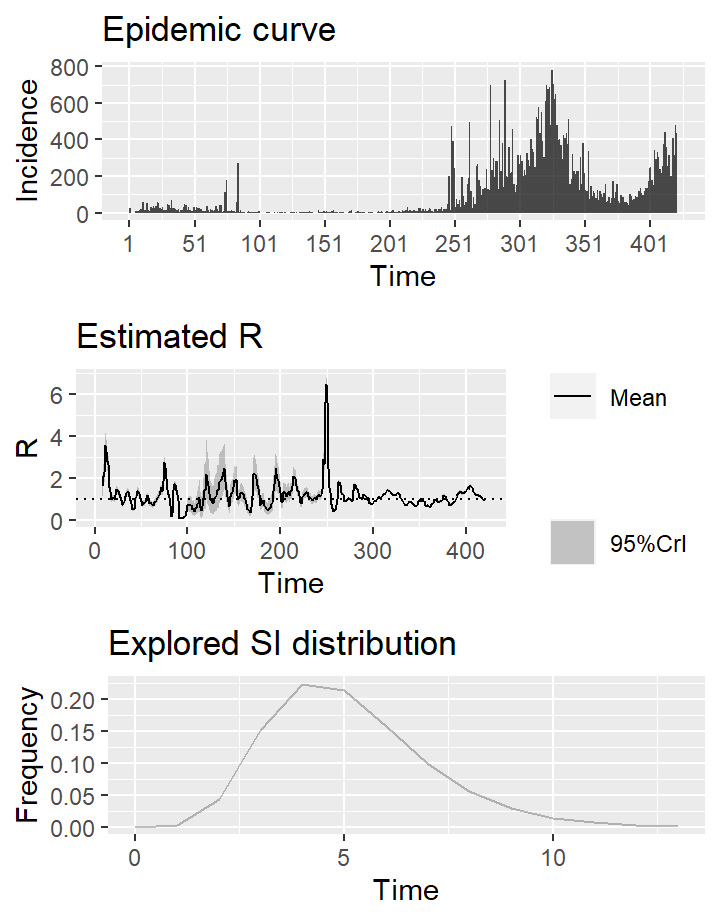 Epidemic curve
800
600
400
200
0
Incidence
1 51 101 151 201 251 301 351 401
Time
Estimated R
6
4
2
0
R
0 100 200 300 400
Time
Mean
95%CrI
Explored SI distribution
0.20
0.15
0.10
0.05
0.00
Frequency
0 5 10
Time